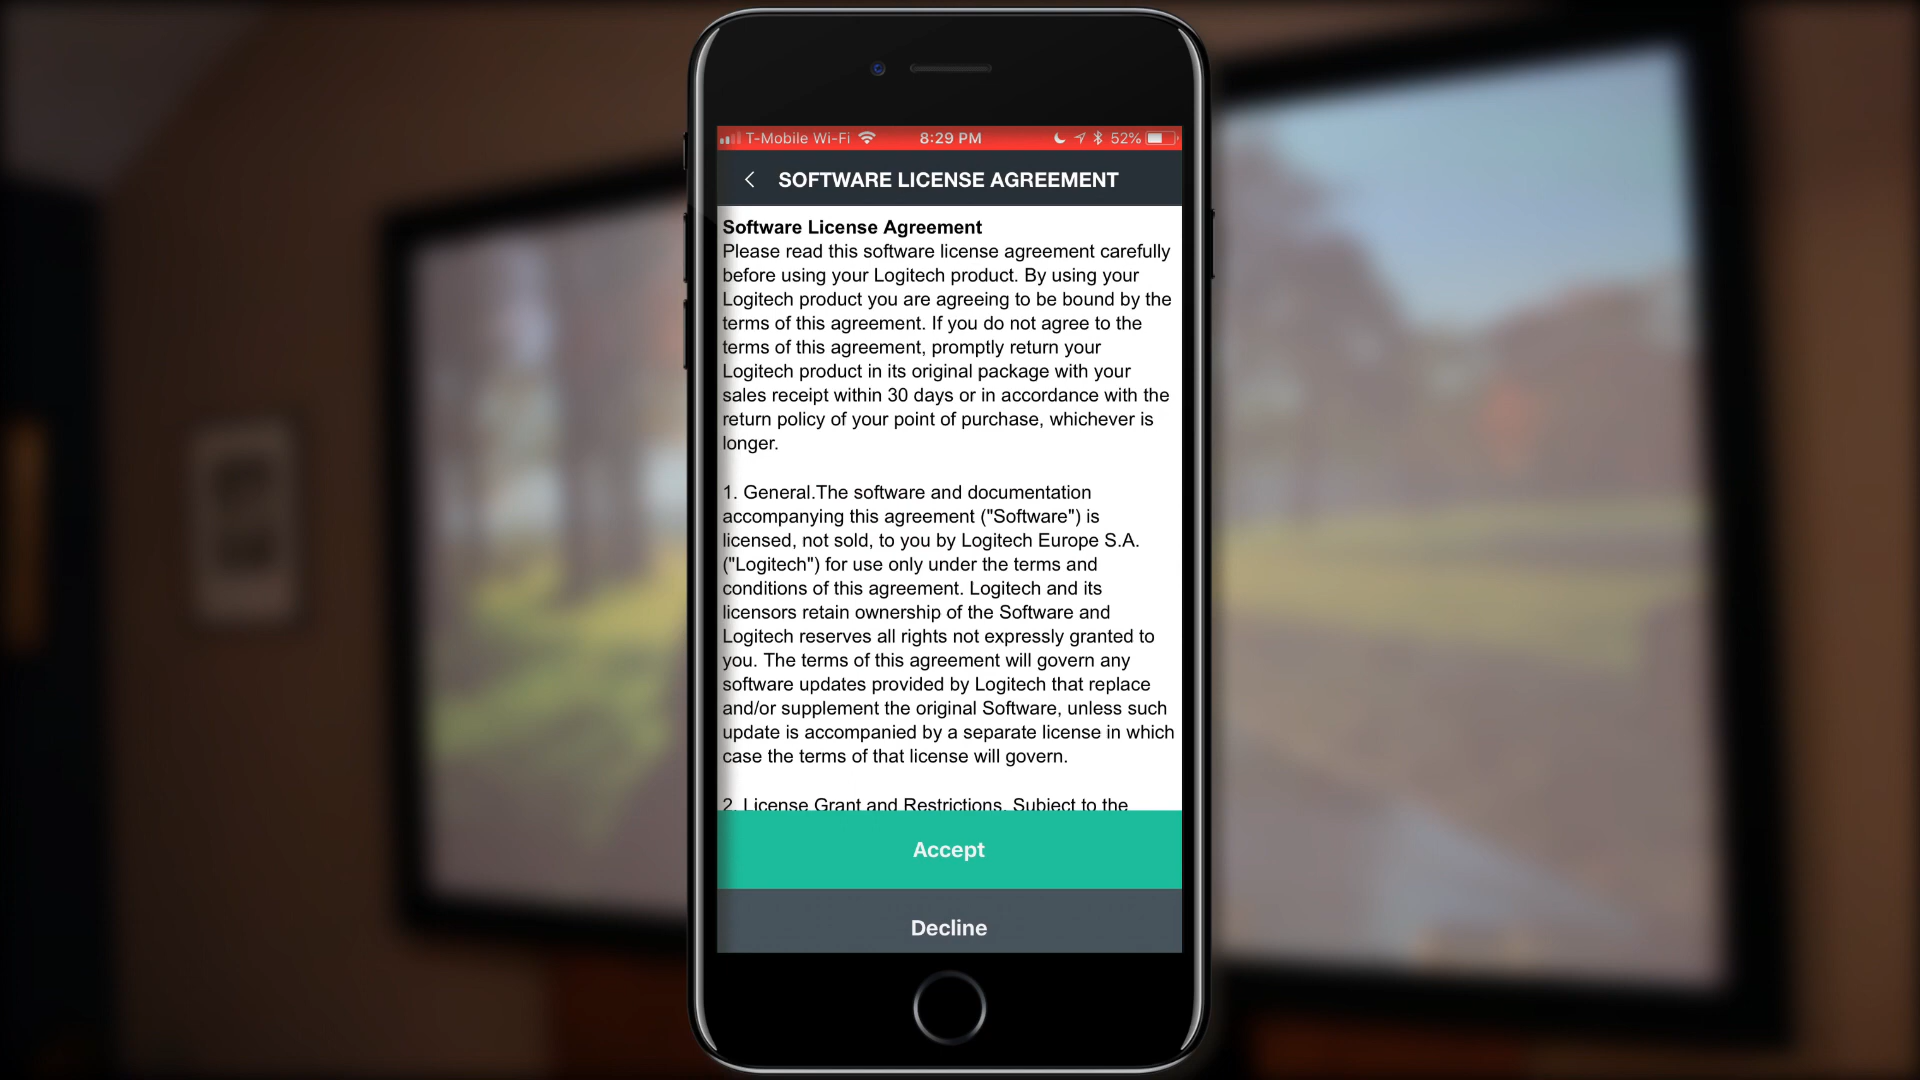 T-Mobile Wi-Fi 8:29 PM 52%
SOFTWARE LICENSE AGREEMENT
Software License Agreement
Please read this software license agreement carefully
before using your Logitech product. By using your
Logitech product you are agreeing to be bound by the
terms of this agreement. If you do not agree to the
terms of this agreement, promptly return your
Logitech product in its original package with your
sales receipt within 30 days or in accordance with the
return policy of your point of purchase, whichever is
longer.
1. General.The software and documentation
accompanying this agreement ("Software") is
licensed, not sold, to you by Logitech Europe S.A.
("Logitech") for use only under the terms and
conditions of this agreement. Logitech and its
licensors retain ownership of the Software and
Logitech reserves all rights not expressly granted to
you. The terms of this agreement will govern any
software updates provided by Logitech that replace
and/or supplement the original Software, unless such
update is accompanied by a separate license in which
case the terms of that license will govern.
2. License Grant and Restrictions. Subject to the
Accept
Decline